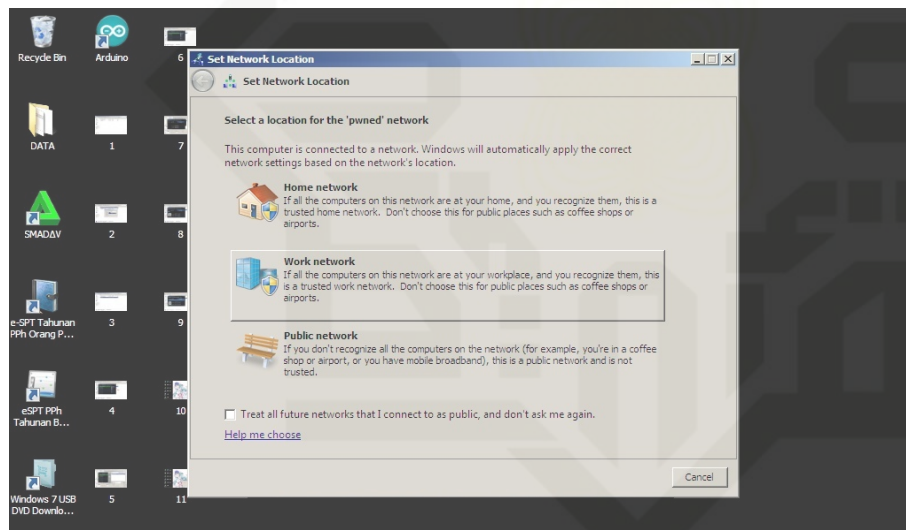 Recycle Bin
Arduino
6
DATA
1
7
SMADΔV
2
8
e-SPT Tahunan
PPh Orang P...
3
9
eSPT PPh
Tahunan B...
4
10
Windows 7 USB
DVD Downlo...
5
11
Set Network Location
Set Network Location
Select a location for the 'pwned' network
This computer is connected to a network. Windows will automatically apply the correct
network settings based on the network's location.
Home network
If all the computers on this network are at your home, and you recognize them, this is a
trusted home network. Don't choose this for public places such as coffee shops or
airports.
Work network
If all the computers on this network are at your workplace, and you recognize them, this
is a trusted work network. Don't choose this for public places such as coffee shops or
airports.
Public network
If you don't recognize all the computers on the network (for example, you're in a coffee
shop or airport, or you have mobile broadband), this is a public network and is not
trusted.
Treat all future networks that I connect to as public, and don't ask me again.
Help me choose
Cancel